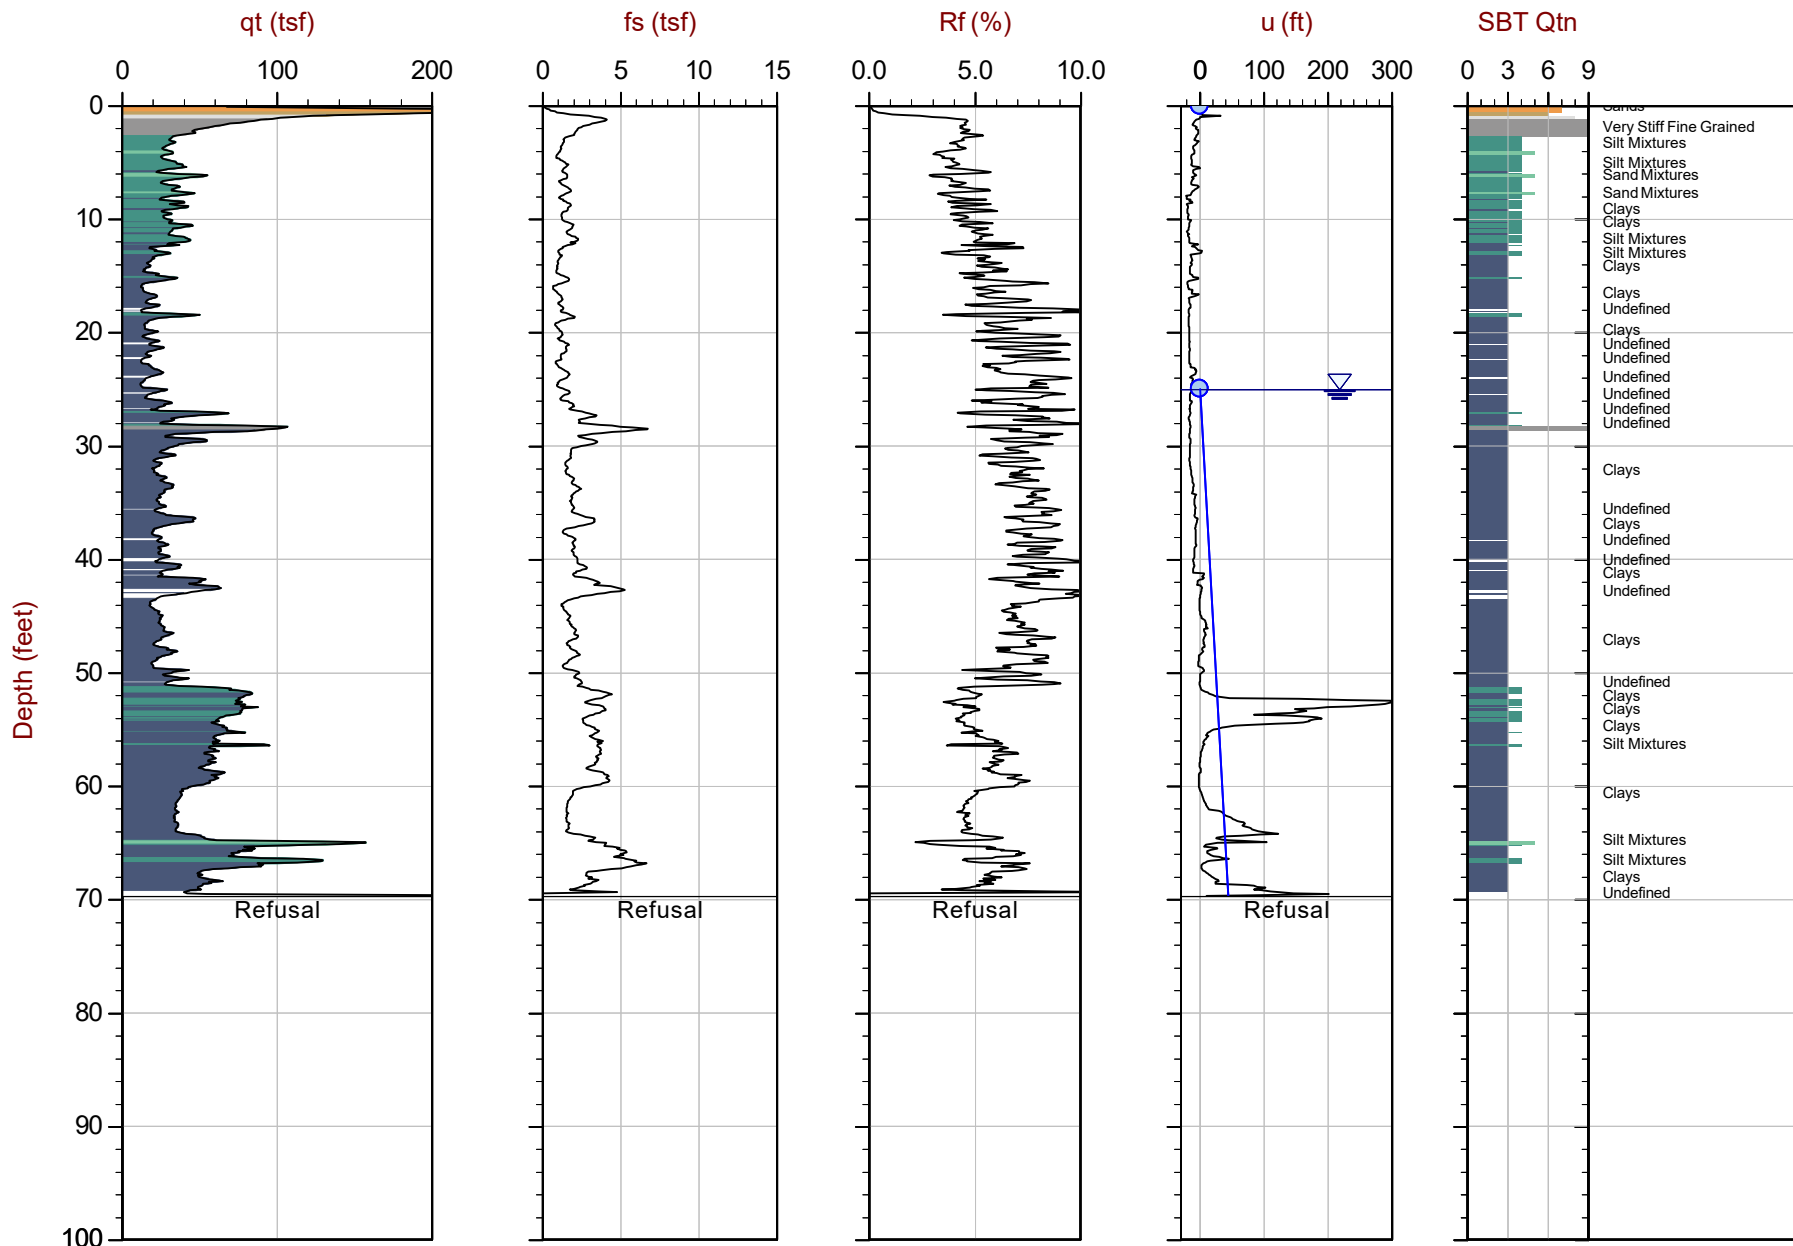 qt (tsf)
fs (tsf)
Rf (%)
u (ft)
SBT Qtn
0 100 200
0 5 10 15
0.0 5.0 10.0
0 100 200 300
0 3 6 9
Depth (feet)
0
10
20
30
40
50
60
70
80
90
100
Sands
Very Stiff Fine Grained
Silt Mixtures
Silt Mixtures
Sand Mixtures
Sand Mixtures
Clays
Clays
Silt Mixtures
Silt Mixtures
Clays
Clays
Undefined
Clays
Undefined
Undefined
Undefined
Undefined
Undefined
Undefined
Clays
Undefined
Clays
Undefined
Undefined
Clays
Undefined
Clays
Undefined
Clays
Clays
Clays
Silt Mixtures
Clays
Silt Mixtures
Silt Mixtures
Clays
Undefined
Refusal
Refusal
Refusal
Refusal